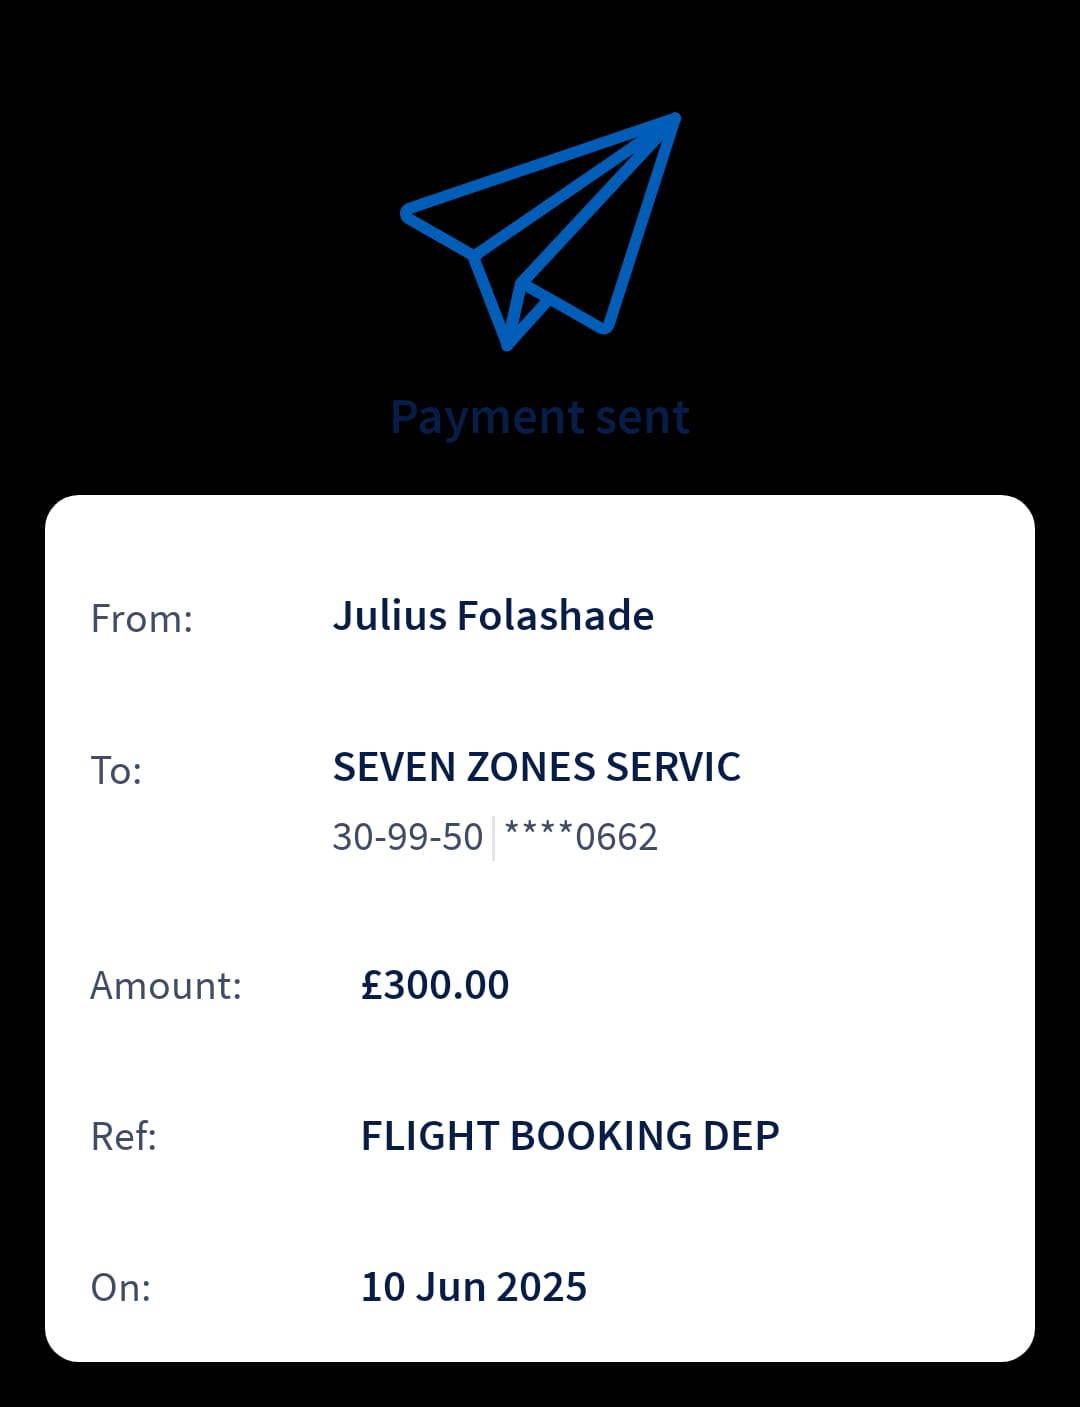 Payment sent
From: Julius Folashade
To: SEVEN ZONES SERVIC
30-99-50 | ****0662
Amount: £300.00
Ref: FLIGHT BOOKING DEP
On: 10 Jun 2025